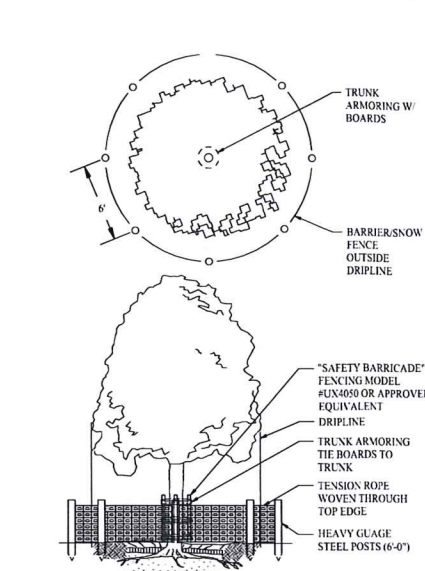 TRUNK
ARMORING W/
BOARDS
6'
BARRIER/SNOW
FENCE
OUTSIDE
DRIPLINE
"SAFETY BARRICADE"
FENCING MODEL
#UX4050 OR APPROVE
EQUIVALENT
DRIPLINE
TRUNK ARMORING
TIE BOARDS TO
TRUNK
TENSION ROPE
WOVEN THROUGH
TOP EDGE
HEAVY GUAGE
STEEL POSTS (6'-0")